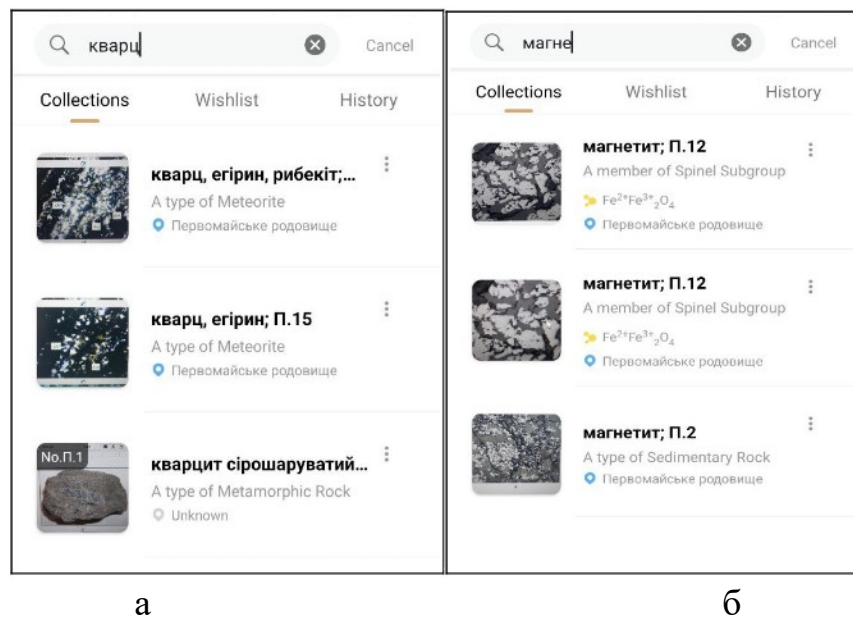 кварц
Cancel
Collections Wishlist History
кварц, егірин, рибекіт;...
A type of Meteorite
Первомайське родовище
кварц, егірин; П.15
A type of Meteorite
Первомайське родовище
No.П.1
кварцит сірошаруватий...
A type of Metamorphic Rock
Unknown
а
магне
Cancel
Collections Wishlist History
магнетит; П.12
A member of Spinel Subgroup
Fe²⁺Fe³⁺₂O₄
Первомайське родовище
магнетит; П.12
A member of Spinel Subgroup
Fe²⁺Fe³⁺₂O₄
Первомайське родовище
магнетит; П.2
A type of Sedimentary Rock
Первомайське родовище
б